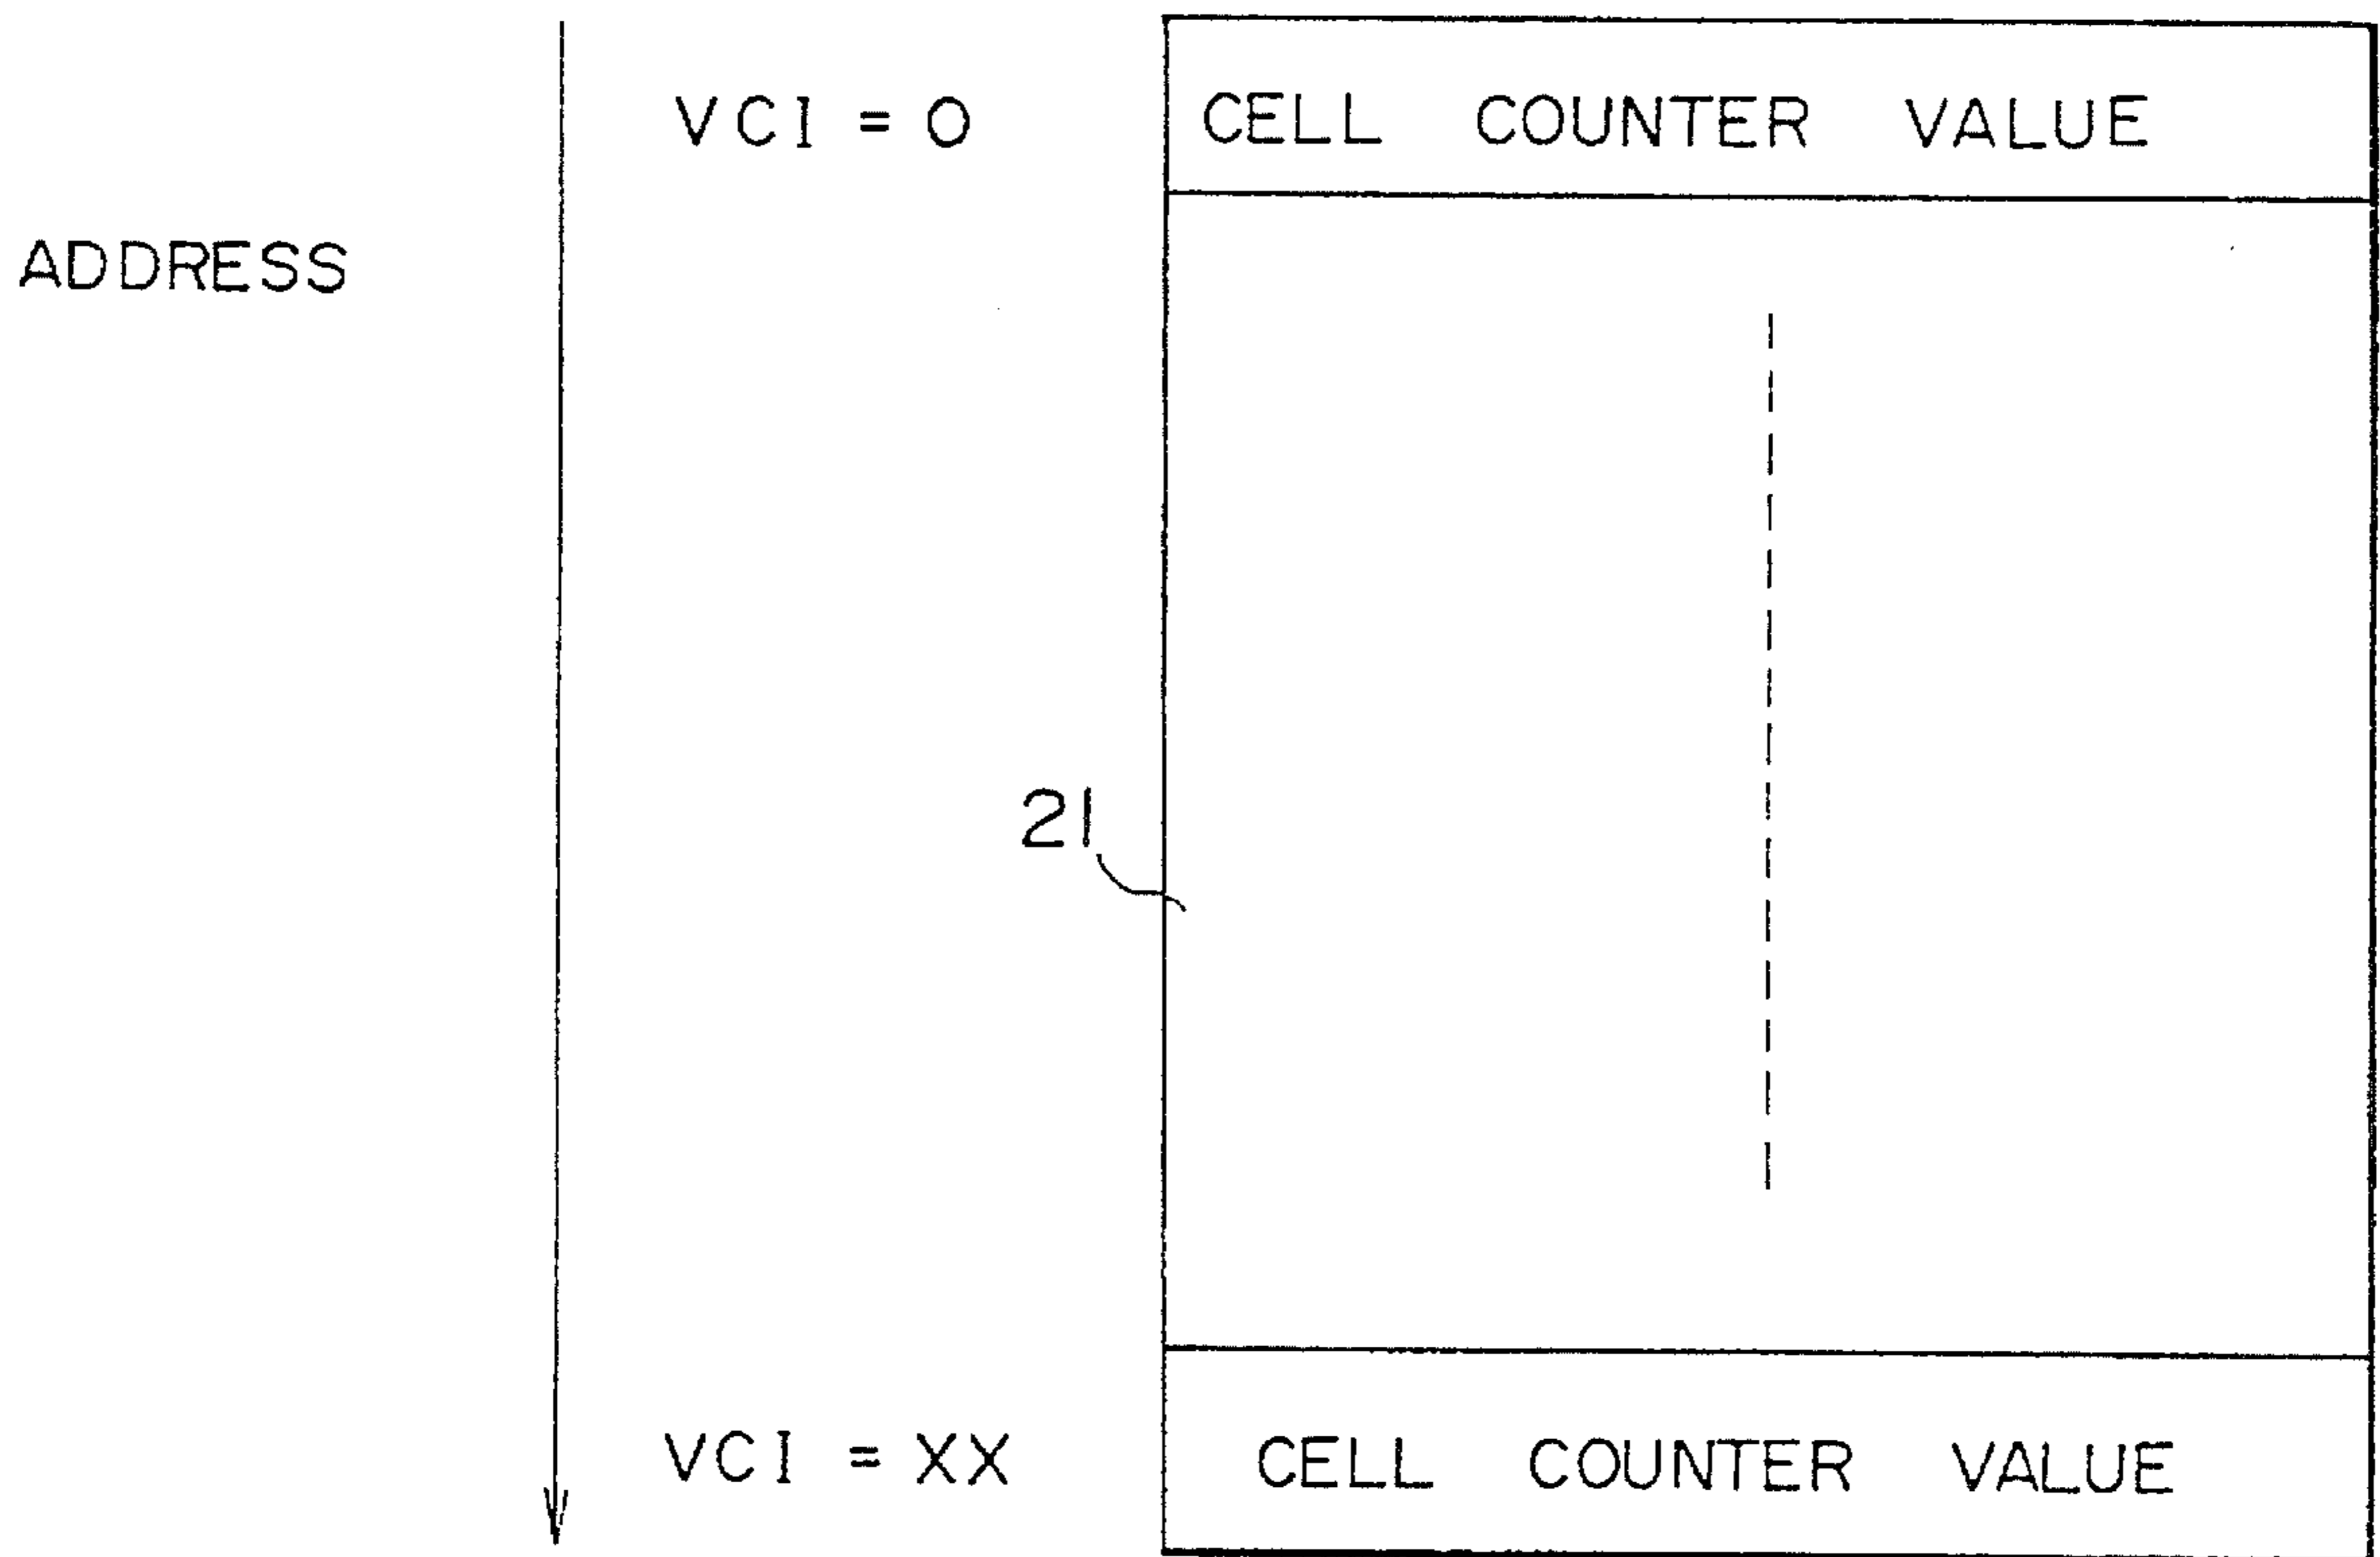 VCI = 0
CELL COUNTER VALUE
ADDRESS
21
VCI = XX
CELL COUNTER VALUE